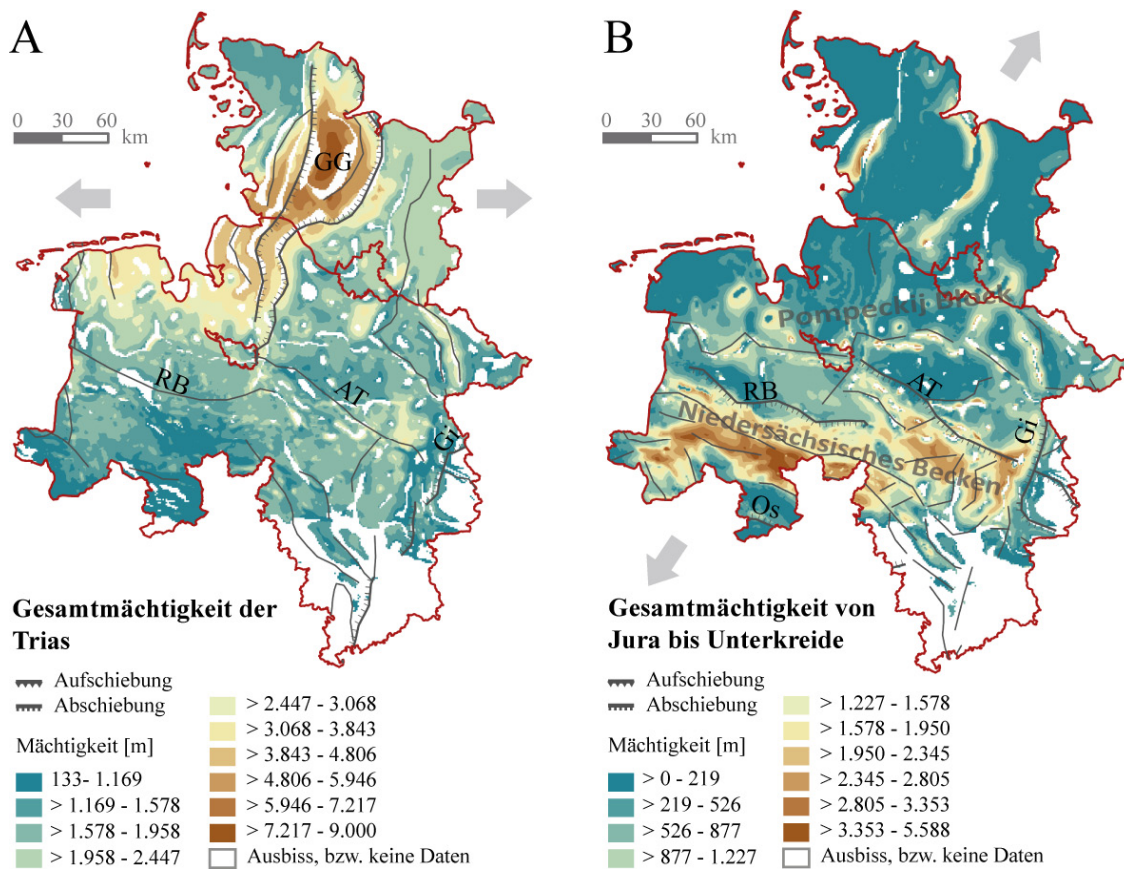 A
0 30 60
km
GG
RB
AT
Gi
Gesamtmächtigkeit der
Trias
Aufschiebung
Abschiebung
Mächtigkeit [m]
133- 1.169
> 1.169 - 1.578
> 1.578 - 1.958
> 1.958 - 2.447
> 2.447 - 3.068
> 3.068 - 3.843
> 3.843 - 4.806
> 4.806 - 5.946
> 5.946 - 7.217
> 7.217 - 9.000
Ausbiss, bzw. keine Daten
B
0 30 60
km
Pompeckij Block
RB
AT
Gi
Niedersächsisches Becken
Os
Gesamtmächtigkeit von
Jura bis Unterkreide
Aufschiebung
Abschiebung
Mächtigkeit [m]
> 0 - 219
> 219 - 526
> 526 - 877
> 877 - 1.227
> 1.227 - 1.578
> 1.578 - 1.950
> 1.950 - 2.345
> 2.345 - 2.805
> 2.805 - 3.353
> 3.353 - 5.588
Ausbiss, bzw. keine Daten